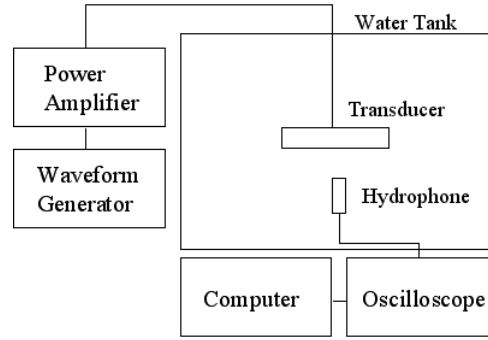 Water Tank
Power
Amplifier
Transducer
Waveform
Generator
Hydrophone
Computer
Oscilloscope